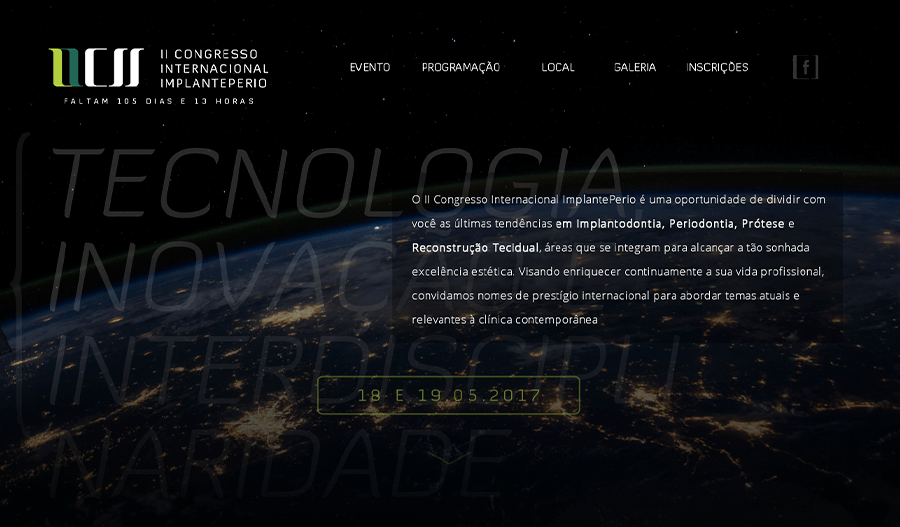 II CONGRESSO
INTERNACIONAL
IMPLANTEPERIO
FALTAM 105 DIAS E 13 HORAS
EVENTO
PROGRAMAÇÃO
LOCAL
GALERIA
INSCRIÇÕES
f
TECNOLOGIA,
INOVAÇÃO E
INTERDISCIPLI
NARIDADE
O II Congresso Internacional ImplantePerio é uma oportunidade de dividir com
você as últimas tendências em Implantodontia, Periodontia, Prótese e
Reconstrução Tecidual, áreas que se integram para alcançar a tão sonhada
excelência estética. Visando enriquecer continuamente a sua vida profissional,
convidamos nomes de prestígio internacional para abordar temas atuais e
relevantes à clínica contemporânea
18 E 19.05.2017